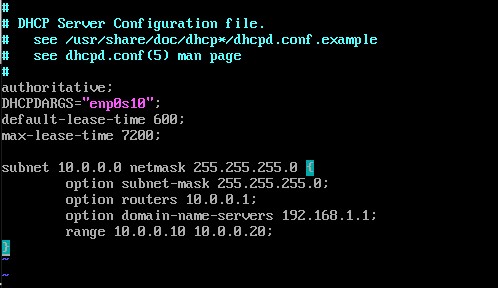 #
# DHCP Server Configuration file.
#   see /usr/share/doc/dhcp*/dhcpd.conf.example
#   see dhcpd.conf(5) man page
#
authoritative;
DHCPDARGS="enp0s10";
default-lease-time 600;
max-lease-time 7200;

subnet 10.0.0.0 netmask 255.255.255.0 {
        option subnet-mask 255.255.255.0;
        option routers 10.0.0.1;
        option domain-name-servers 192.168.1.1;
        range 10.0.0.10 10.0.0.20;
}
~
~